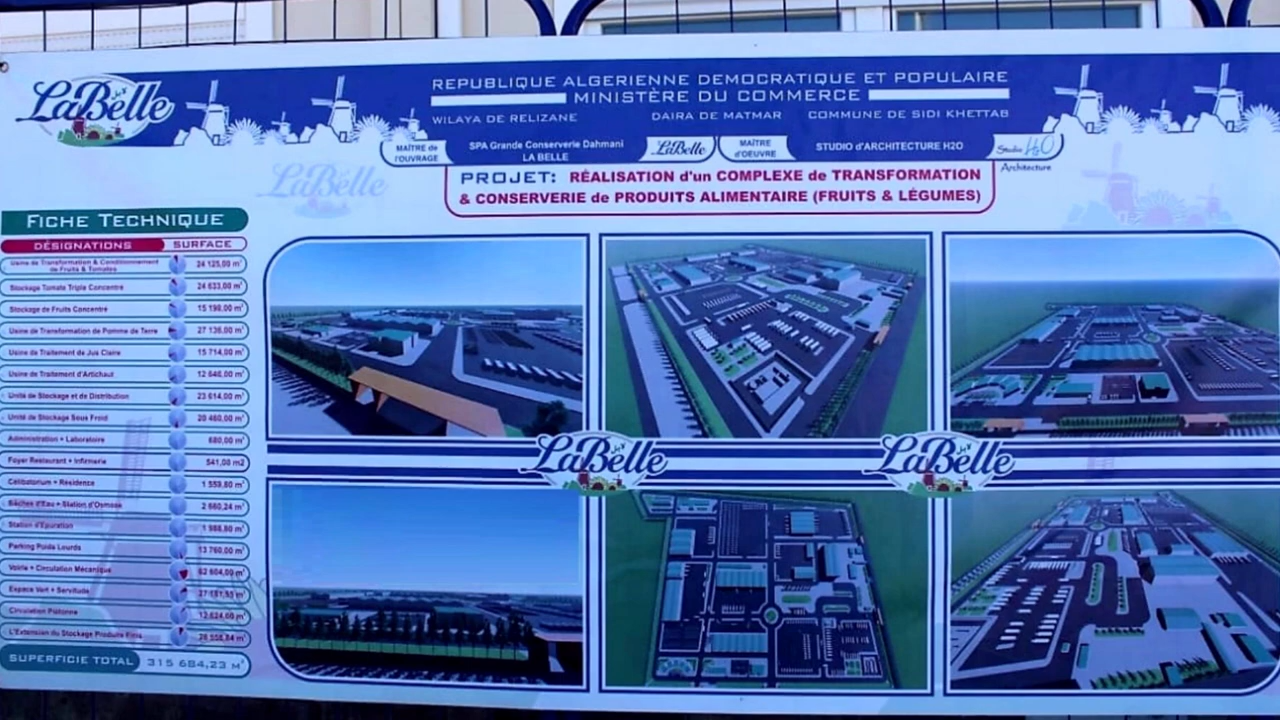 LaBelle
REPUBLIQUE ALGERIENNE DEMOCRATIQUE ET POPULAIRE
MINISTÈRE DU COMMERCE
WILAYA DE RELIZANE DAIRA DE MATMAR COMMUNE DE SIDI KHETTAB
MAÎTRE de l'OUVRAGE
SPA Grande Conserverie Dahmani
LA BELLE
LaBelle
MAÎTRE d'OEUVRE
STUDIO d'ARCHITECTURE H2O
Studio H2O
Architecture
LaBelle
PROJET: RÉALISATION d'un COMPLEXE de TRANSFORMATION
& CONSERVERIE de PRODUITS ALIMENTAIRE (FRUITS & LÉGUMES)
FICHE TECHNIQUE
DÉSIGNATIONS SURFACE
Usine de Transformation & Conditionnement
de Fruits & Tomates 24 125,00 m²
Stockage Tomate Triple Concentre 24 633,00 m²
Stockage de Fruits Concentré 15 198,00 m²
Usine de Transformation de Pomme de Terre 27 136,00 m²
Usine de Traitement de Jus Claire 15 714,00 m²
Usine de Traitement d'Artichaut 12 646,00 m²
Unité de Stockage et de Distribution 23 614,00 m²
Unité de Stockage Sous Froid 20 460,00 m²
Administration + Laboratoire 680,00 m²
Foyer Restaurant + Infirmerie 541,00 m2
Célibatorium + Résidence 1 559,80 m²
Bâches d'Eau + Station d'Osmose 2 660,24 m²
Station d'Epuration 1 988,80 m²
Parking Poids Lourds 13 760,00 m²
Voirie + Circulation Mécanique 62 604,00 m²
Espace Vert + Servitude
Circulation Piétonne
L'Extension du Stockage Produits Finis
SUPERFICIE TOTAL 315 684,23 M²
LaBelle
LaBelle